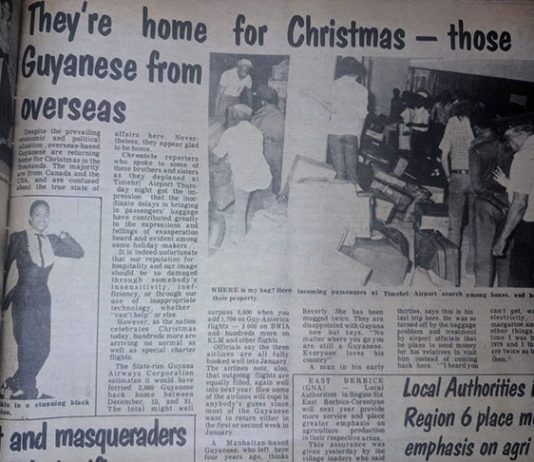 They're home for Christmas — those
Guyanese from
overseas
Despite the prevailing
economic and political
situation, overseas-based
Guyanese are returning
home for Christmas in the
thousands. The majority
are from Canada and the
USA, and are confused
about the true state of
affairs here. Never-
theless, they appear glad
to be home.
Chronicle reporters
who spoke to some of
these brothers and sisters
as they deplaned at
Timehri Airport Thurs-
day night got the im-
pression that the inor-
dinate delays in bringing
in passengers' baggage
have contributed greatly
to the expressions and
fellings of exasperation
heard and evident among
some holiday-makers.
It is indeed unfortunate
that our reputation for
hospitality and our image
should be so damaged
through somebody's
insensitivity, inef-
ficiency, or through our
use of inappropriate
technology, whether
"can't help" or else.
However, as the nation
celebrates Christmas
today, hundreds more are
arriving on normal as
well as special charter
flights.
The State-run Guyana
Airways Corporation
estimates it would have
ferried 5,660 Guyanese
back home between
December, 15, and 31.
The total might well
WHERE is my bag? Here incoming passengers at Timehri Airport search among boxes, and b
their property.
surpass 8,000 when you
add 1,700 on Guy-America
flights — 2 000 on BWIA
and hundreds more on
KLM and other flights.
Officials say the three
airlines are all fully
booked well into January.
The airlines note, also,
that outgoing flights are
equally filled, again well
into next year. How some
of the airlines will cope is
anybody's guess since
most of the Guyanese
want to return either in
the first or second week in
January.
A Manhattan-based
Guyanese, who left here
four years ago, thinks
Beverly. She has been
mugged twice. They are
disappointed with Guyana
now but says, "No
matter where you go you
are still a Guyanese.
Everyone loves his
country"
A man in his early
thirties, says this is his
last trip here. He was so
turned off by the baggage
problem and treatment
by airport officials that
he plans to send money
for his relatives to visit
him instead of coming
back here. "I heard you
can't get, w
electricity,
margarine an
other things
time I was h
1979 and I th
are twice as b
then."
kin in a stunning black
EAST BERBICE
(GNA) — Local
Authorities in Region Six
East Berbice-Corentyne
will next year provide
more service and place
greater emphasis on
agriculture production
in their respective areas.
This assurance was
given yesterday by the
village leaders who said
Local Authorities i
Region 6 place m
emphasis on agri
and masqueraders